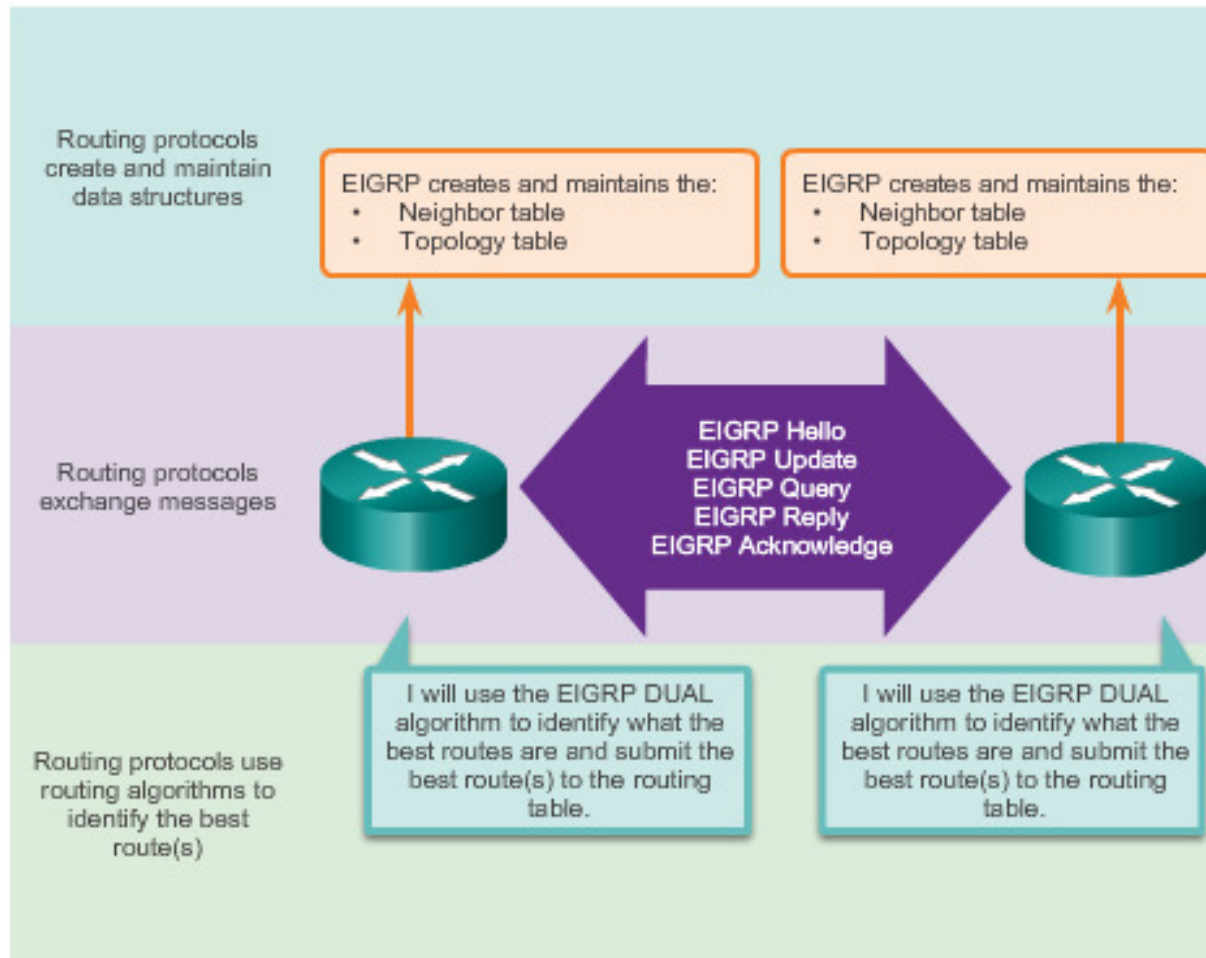 Routing protocols
create and maintain
data structures
EIGRP creates and maintains the:
• Neighbor table
• Topology table
EIGRP creates and maintains the:
• Neighbor table
• Topology table
Routing protocols
exchange messages
EIGRP Hello
EIGRP Update
EIGRP Query
EIGRP Reply
EIGRP Acknowledge
Routing protocols use
routing algorithms to
identify the best
route(s)
I will use the EIGRP DUAL
algorithm to identify what the
best routes are and submit the
best route(s) to the routing
table.
I will use the EIGRP DUAL
algorithm to identify what the
best routes are and submit the
best route(s) to the routing
table.